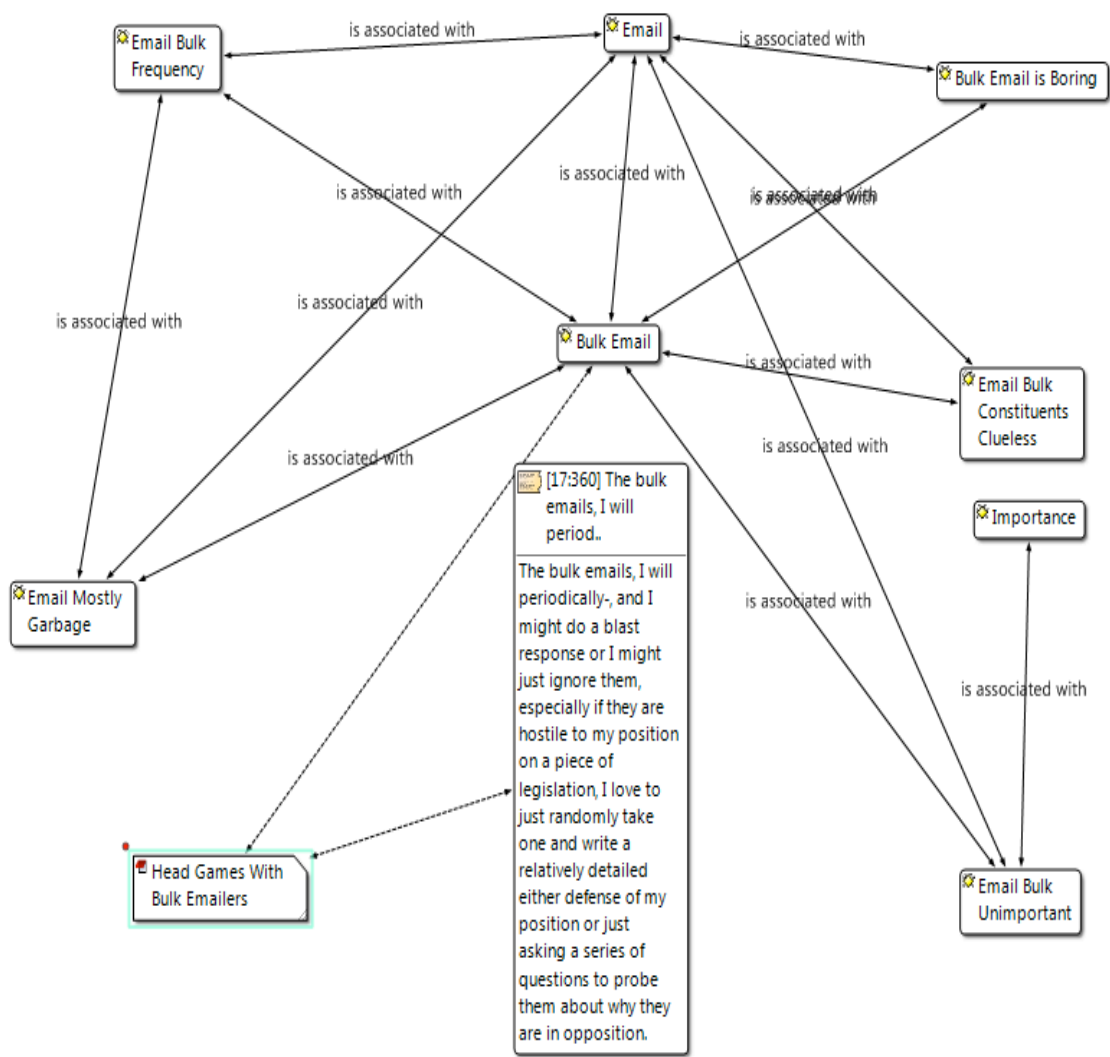 is associated with
Email
Email Bulk
Frequency
is associated with
Bulk Email is Boring
is associated with
is associated with
is associated with
is associated with
is associated with
is associated with
Bulk Email
is associated with
Email Bulk
Constituents
Clueless
is associated with
is associated with
[17:360] The bulk
emails, I will
period..
Importance
The bulk emails, I will
periodically-, and I
might do a blast
response or I might
just ignore them,
especially if they are
hostile to my position
on a piece of
legislation, I love to
just randomly take
one and write a
relatively detailed
either defense of my
position or just
asking a series of
questions to probe
them about why they
are in opposition.
Email Mostly
Garbage
is associated with
is associated with
Head Games With
Bulk Emailers
Email Bulk
Unimportant